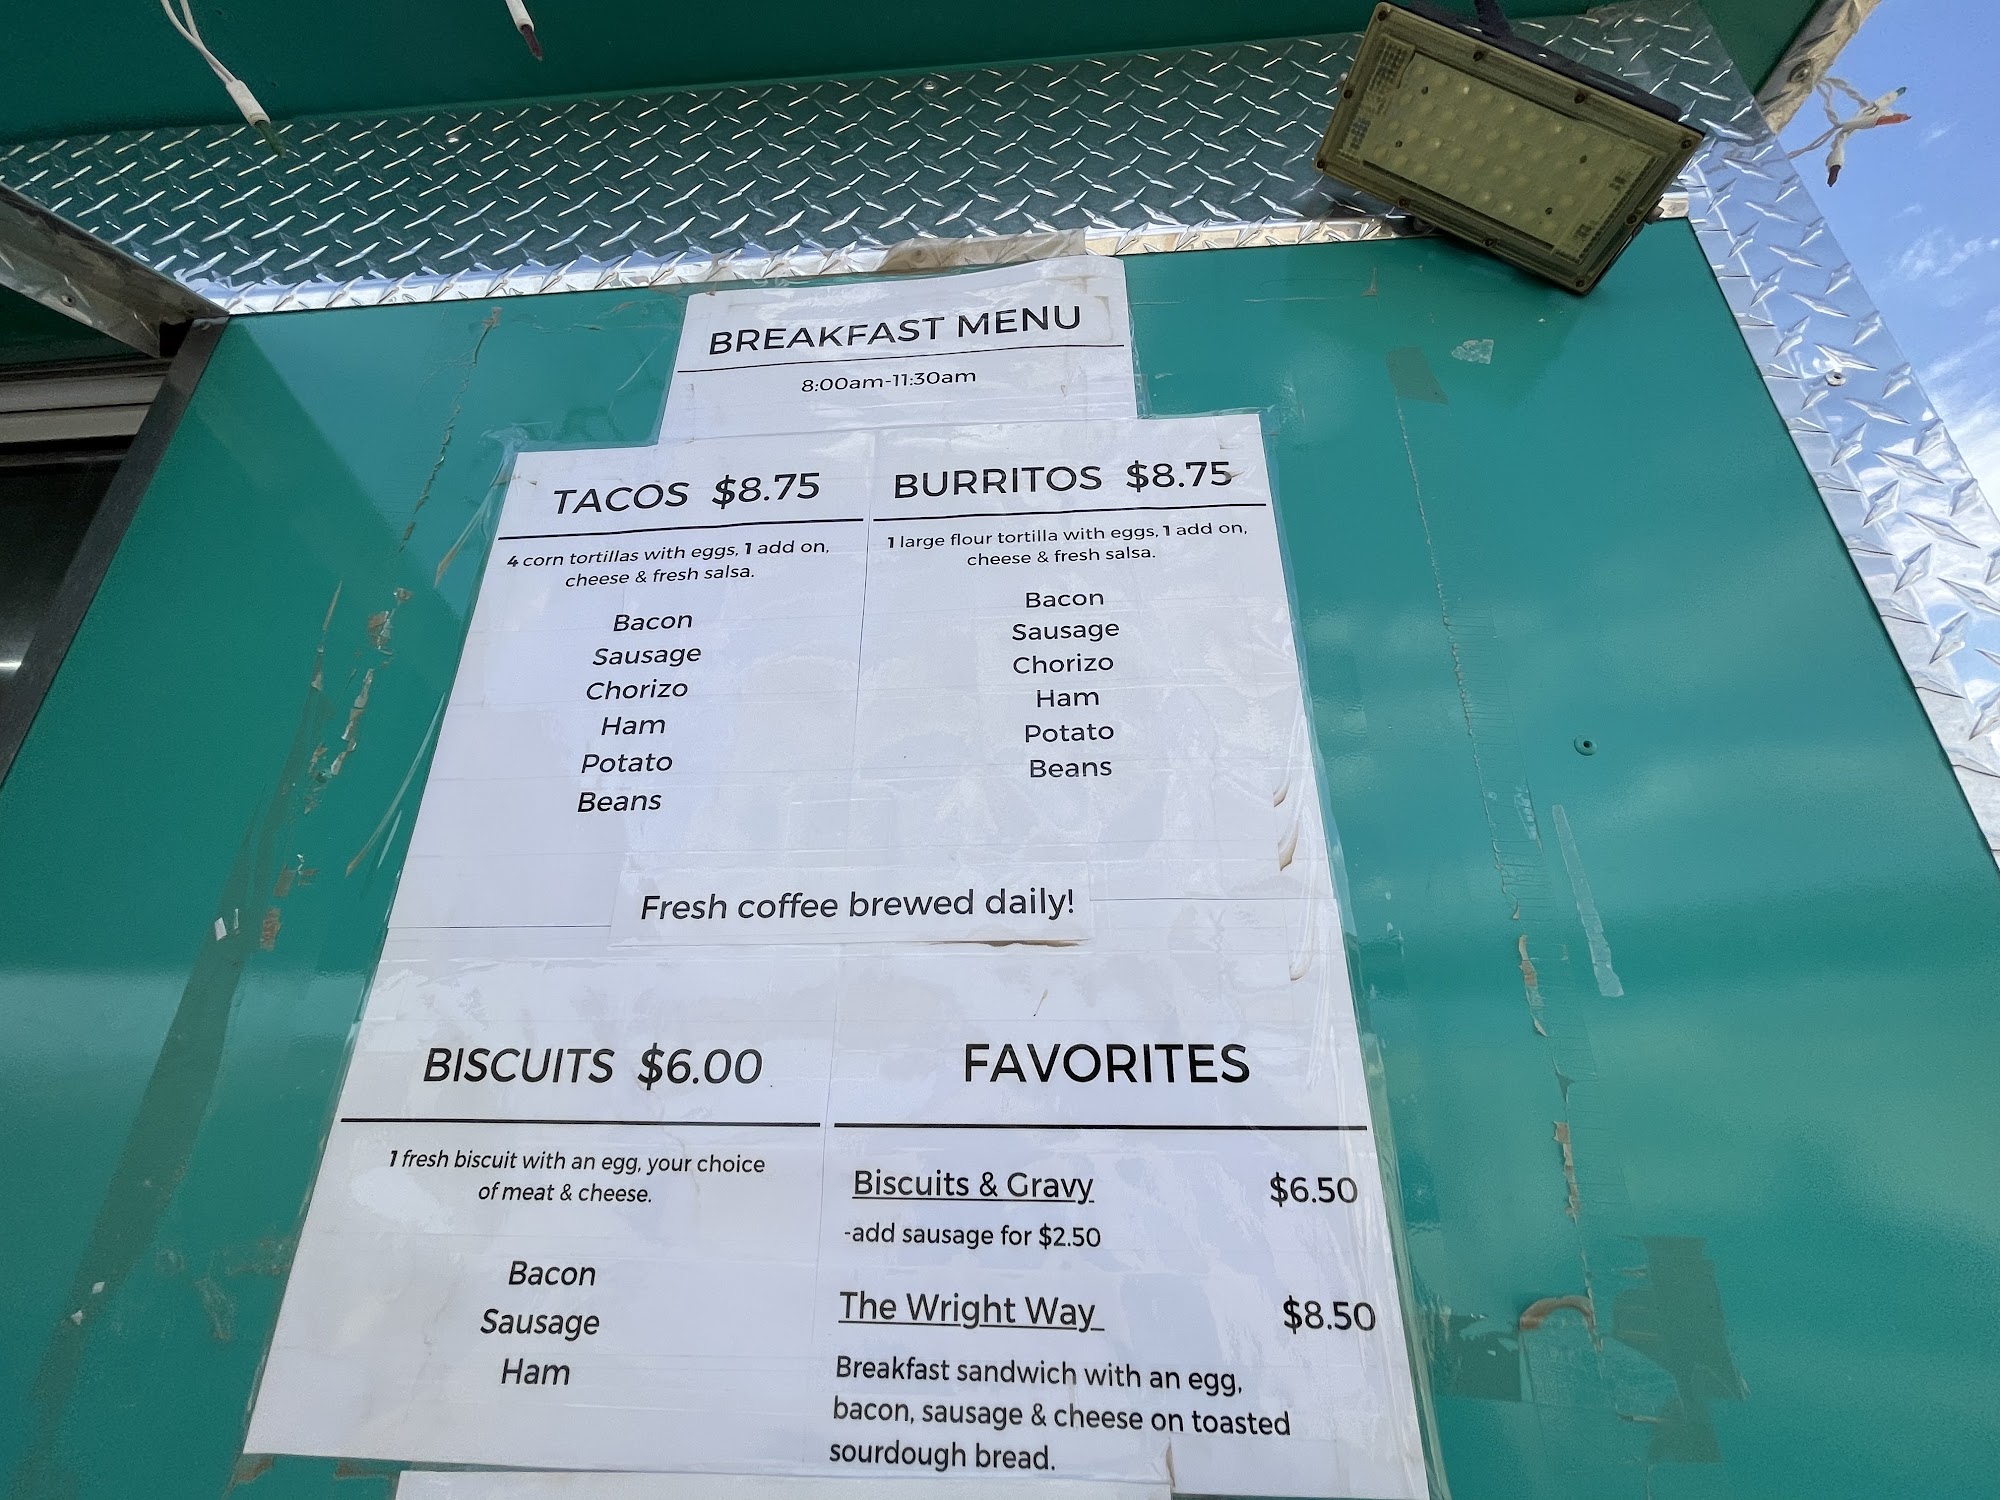 BREAKFAST MENU
8:00am-11:30am
TACOS $8.75
4 corn tortillas with eggs, 1 add on,
cheese & fresh salsa.
Bacon
Sausage
Chorizo
Ham
Potato
Beans
BURRITOS $8.75
1 large flour tortilla with eggs, 1 add on,
cheese & fresh salsa.
Bacon
Sausage
Chorizo
Ham
Potato
Beans
Fresh coffee brewed daily!
BISCUITS $6.00
1 fresh biscuit with an egg, your choice
of meat & cheese.
Bacon
Sausage
Ham
FAVORITES
Biscuits & Gravy $6.50
-add sausage for $2.50
The Wright Way $8.50
Breakfast sandwich with an egg,
bacon, sausage & cheese on toasted
sourdough bread.